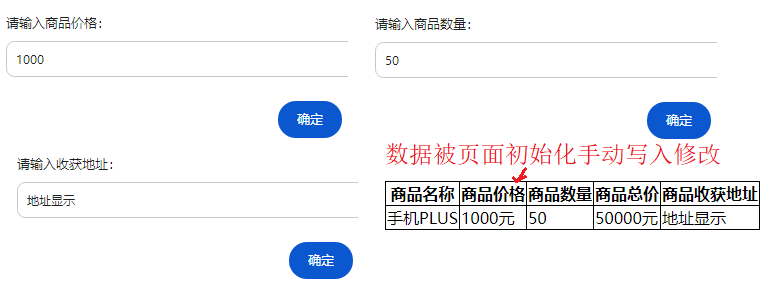 请输入商品价格：
1000
确定
请输入商品数量：
50
确定
请输入收获地址：
地址显示
确定
数据被页面初始化手动写入修改
商品名称 商品价格 商品数量 商品总价 商品收获地址
手机PLUS 1000元 50 50000元 地址显示